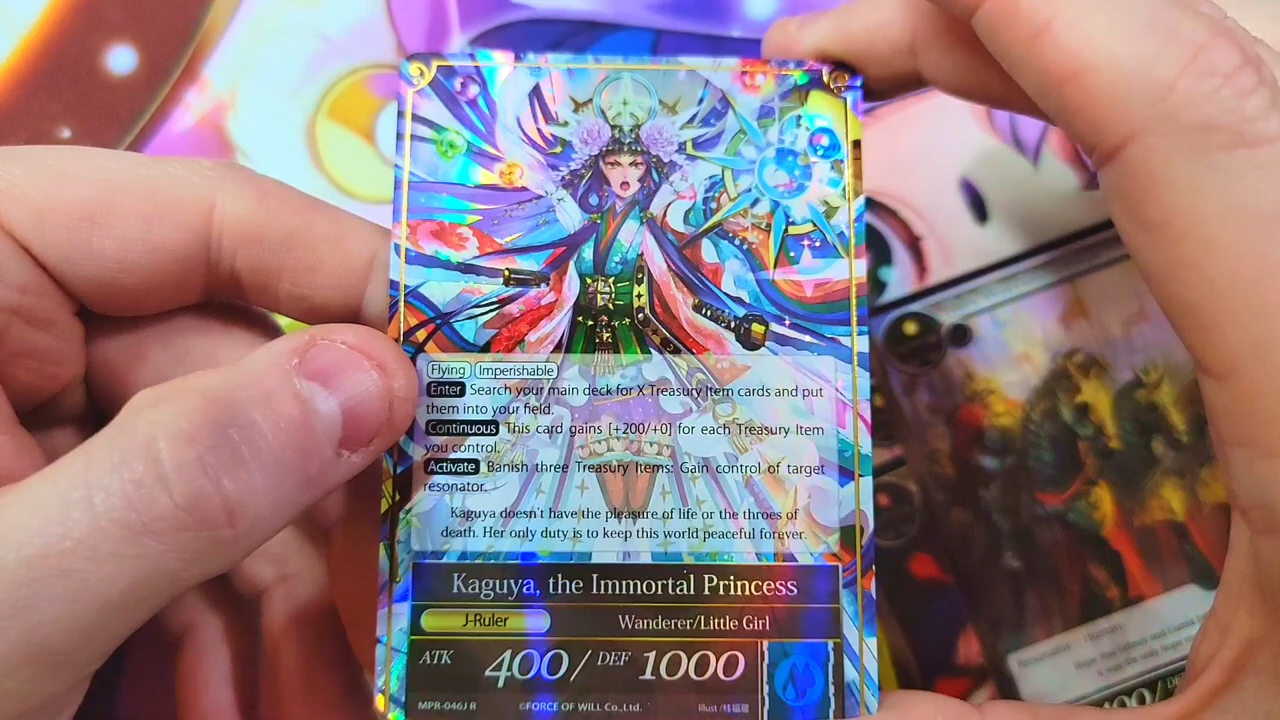 Flying Imperishable
Enter Search your main deck for X Treasury Item cards and put
them into your field.
Continuous This card gains [+200/+0] for each Treasury Item
you control.
Activate Banish three Treasury Items: Gain control of target
resonator.
Kaguya doesn't have the pleasure of life or the throes of
death. Her only duty is to keep this world peaceful forever.
Kaguya, the Immortal Princess
J-Ruler Wanderer/Little Girl
ATK 400/ DEF 1000
MPR-046J R ©FORCE OF WILL Co.,Ltd. Illust/桂福蔵